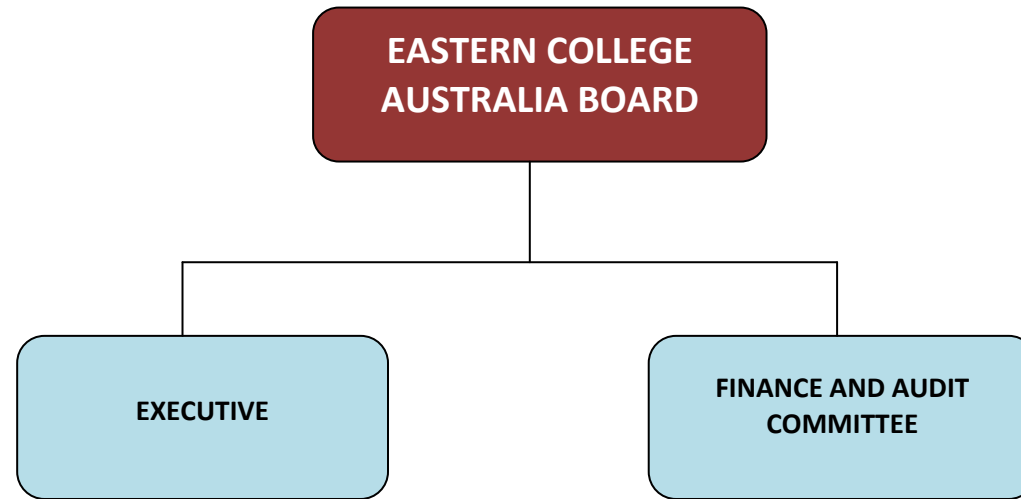 EASTERN COLLEGE
AUSTRALIA BOARD
EXECUTIVE
FINANCE AND AUDIT
COMMITTEE